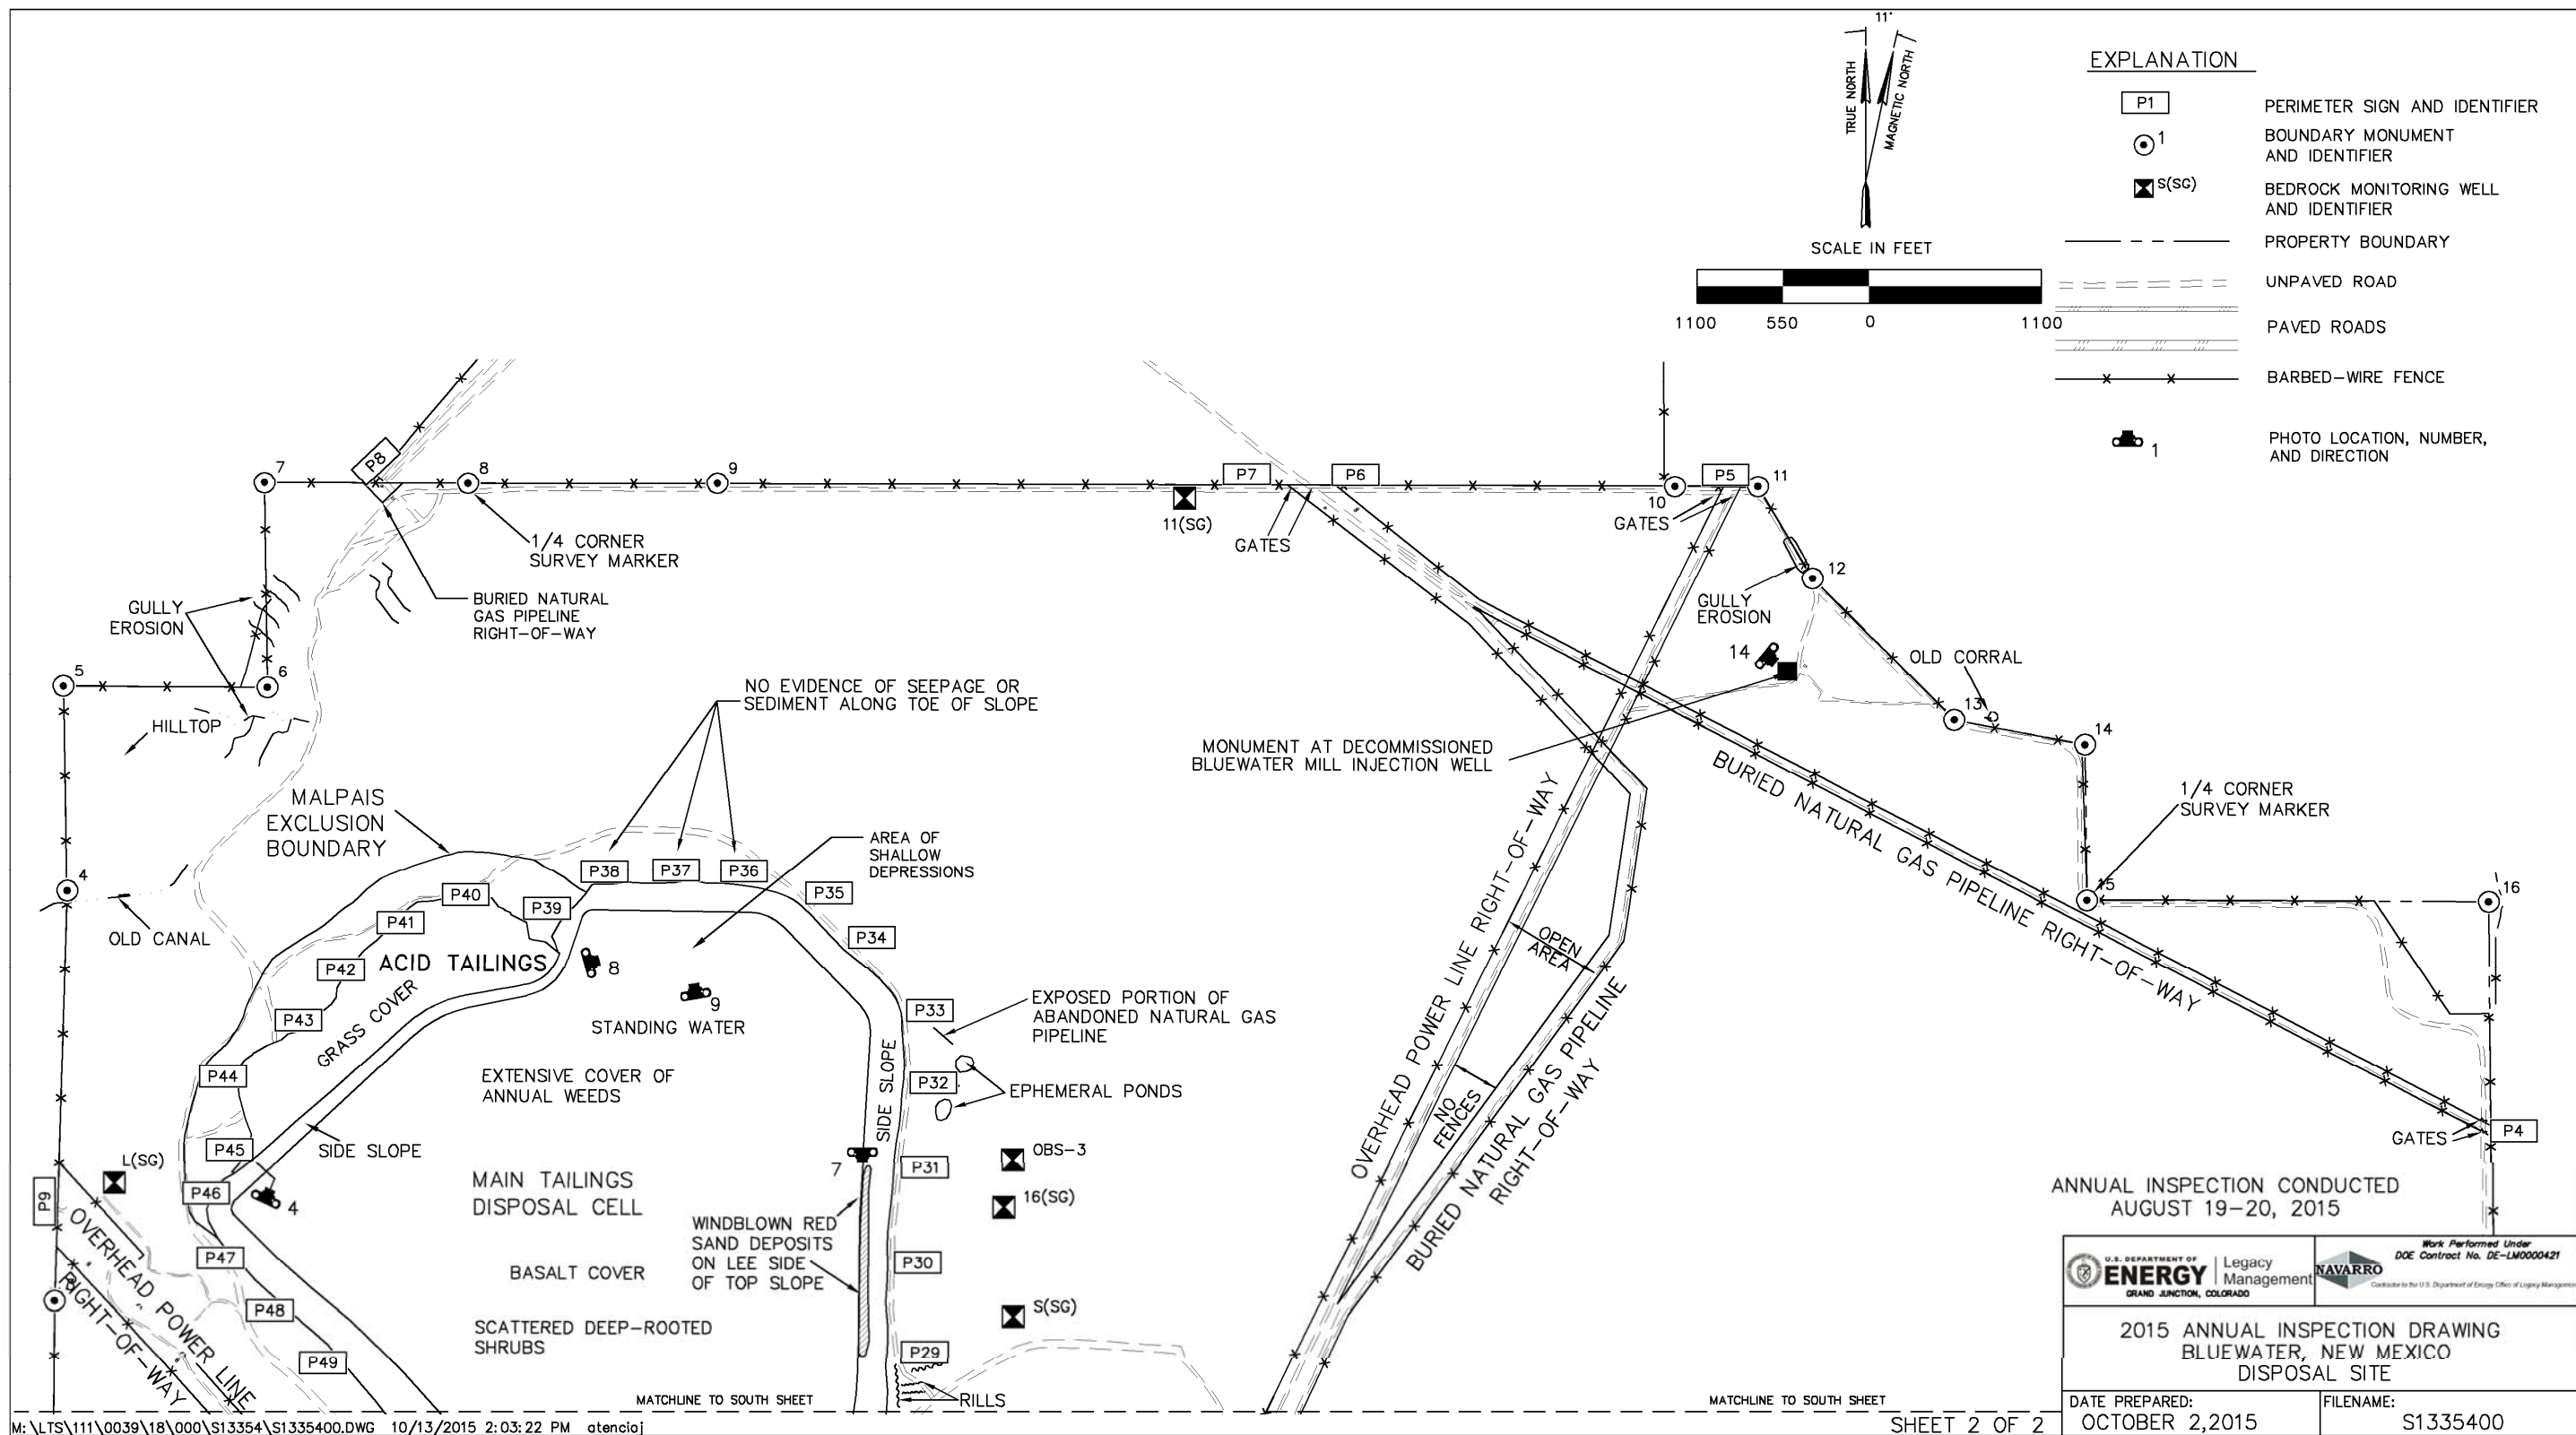 11°
TRUE NORTH
MAGNETIC NORTH
SCALE IN FEET
1100 550 0 1100
EXPLANATION
P1
PERIMETER SIGN AND IDENTIFIER
1
BOUNDARY MONUMENT
AND IDENTIFIER
S(SG)
BEDROCK MONITORING WELL
AND IDENTIFIER
PROPERTY BOUNDARY
UNPAVED ROAD
PAVED ROADS
BARBED-WIRE FENCE
1
PHOTO LOCATION, NUMBER,
AND DIRECTION
7
P8
8
9
P7
P6
10
P5
11
11(SG)
GATES
GATES
1/4 CORNER
SURVEY MARKER
BURIED NATURAL
GAS PIPELINE
RIGHT-OF-WAY
GULLY
EROSION
12
GULLY
EROSION
14
OLD CORRAL
13
14
5
6
HILLTOP
NO EVIDENCE OF SEEPAGE OR
SEDIMENT ALONG TOE OF SLOPE
MONUMENT AT DECOMMISSIONED
BLUEWATER MILL INJECTION WELL
BURIED NATURAL GAS PIPELINE RIGHT-OF-WAY
1/4 CORNER
SURVEY MARKER
15
16
MALPAIS
EXCLUSION
BOUNDARY
AREA OF
SHALLOW
DEPRESSIONS
4
OLD CANAL
P38
P37
P36
P35
P34
P40
P39
P41
P42
P43
P44
P45
P46
P47
P48
P49
ACID TAILINGS
GRASS COVER
8
9
STANDING WATER
P33
EXPOSED PORTION OF
ABANDONED NATURAL GAS
PIPELINE
P32
EPHEMERAL PONDS
EXTENSIVE COVER OF
ANNUAL WEEDS
SIDE SLOPE
SIDE SLOPE
L(SG)
P9
4
7
P31
OBS-3
16(SG)
MAIN TAILINGS
DISPOSAL CELL
WINDBLOWN RED
SAND DEPOSITS
ON LEE SIDE
OF TOP SLOPE
P30
BASALT COVER
S(SG)
SCATTERED DEEP-ROOTED
SHRUBS
P29
RILLS
OVERHEAD POWER LINE
RIGHT-OF-WAY
OVERHEAD POWER LINE RIGHT-OF-WAY
OPEN
AREA
NO
FENCES
BURIED NATURAL GAS PIPELINE
RIGHT-OF-WAY
GATES
P4
ANNUAL INSPECTION CONDUCTED
AUGUST 19-20, 2015
U.S. DEPARTMENT OF
ENERGY
Legacy
Management
GRAND JUNCTION, COLORADO
NAVARRO
Work Performed Under
DOE Contract No. DE-LM0000421
Contractor to the U.S. Department of Energy Office of Legacy Management
2015 ANNUAL INSPECTION DRAWING
BLUEWATER, NEW MEXICO
DISPOSAL SITE
DATE PREPARED:
OCTOBER 2,2015
FILENAME:
S1335400
MATCHLINE TO SOUTH SHEET
MATCHLINE TO SOUTH SHEET
SHEET 2 OF 2
M:\LTS\111\0039\18\000\S13354\S1335400.DWG 10/13/2015 2:03:22 PM atencioj